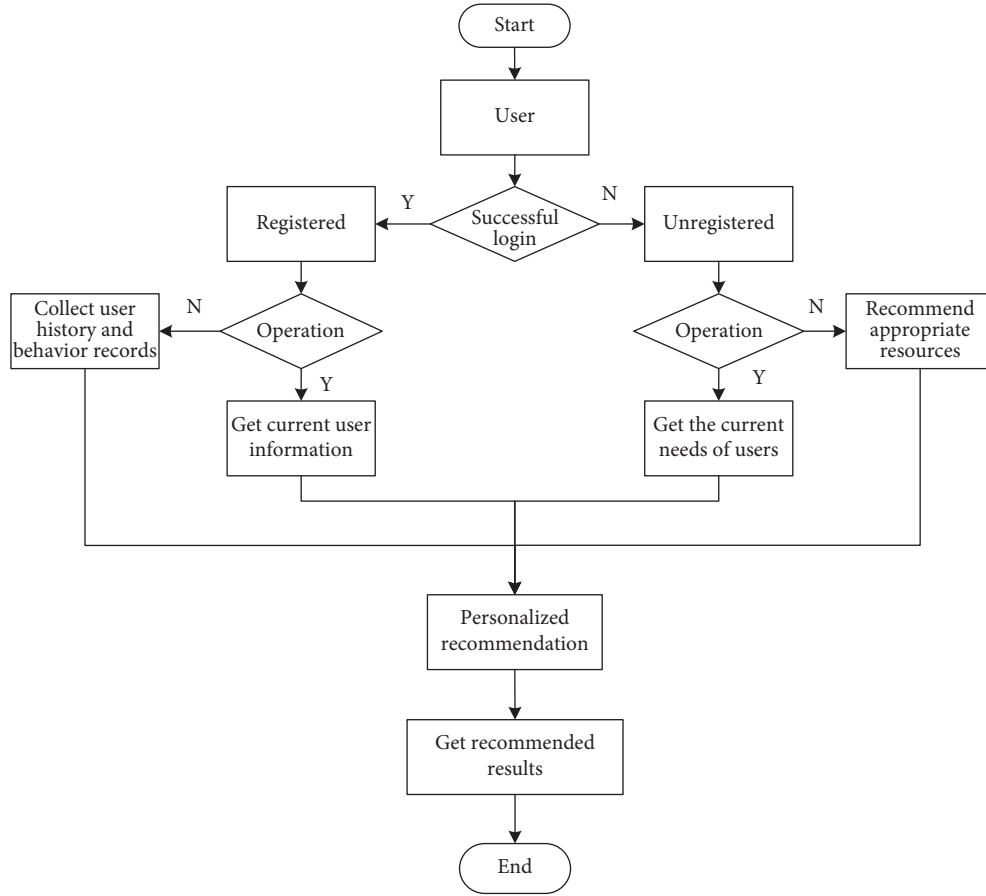 Start
User
Y
N
Registered
Successful
login
Unregistered
Collect user
history and
behavior records
N
Operation
Operation
N
Recommend
appropriate
resources
Y
Y
Get current user
information
Get the current
needs of users
Personalized
recommendation
Get recommended
results
End